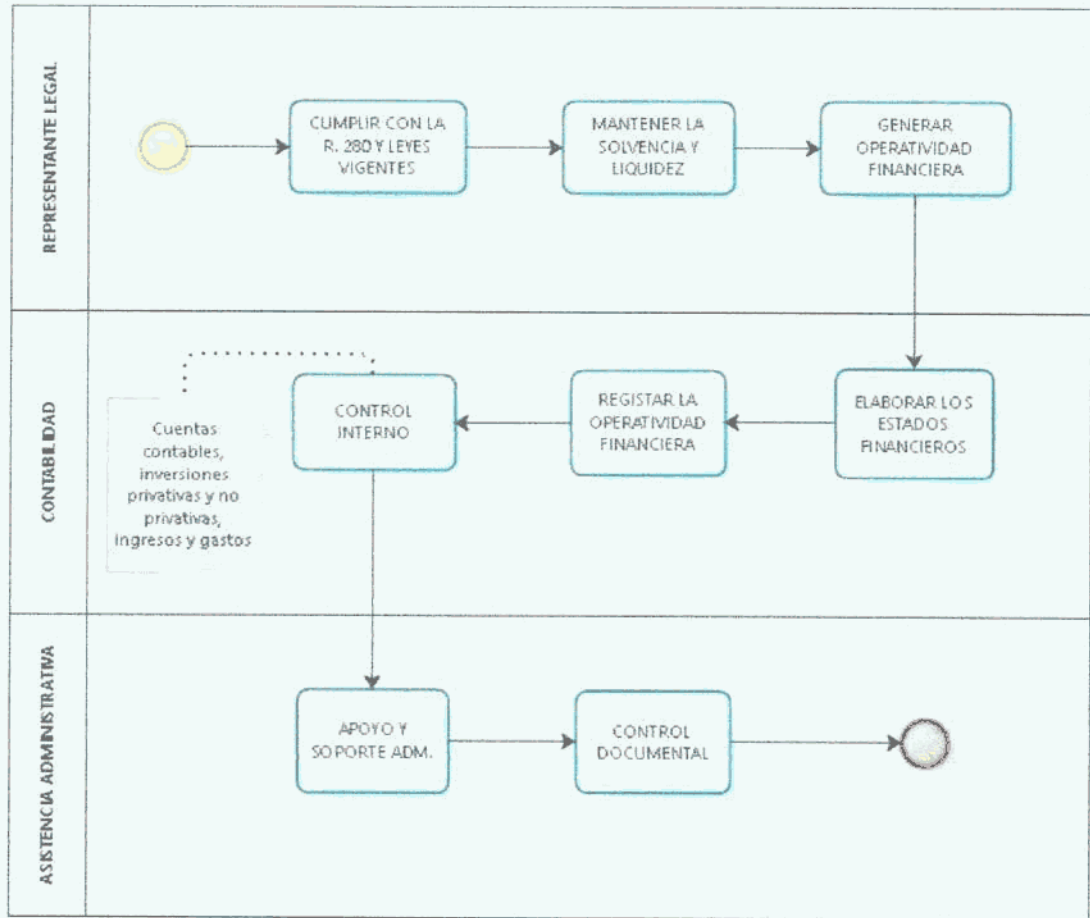 REPRESENTANTE LEGAL
CUMPLIR CON LA
R. 280 Y LEYES
VIGENTES
MANTENER LA
SOLVENCIA Y
LIQUIDEZ
GENERAR
OPERATIVIDAD
FINANCIERA
CONTABILIDAD
Cuentas
contables,
inversiones
privativas y no
privativas,
ingresos y gastos
CONTROL
INTERNO
REGISTAR LA
OPERATIVIDAD
FINANCIERA
ELABORAR LOS
ESTADOS
FINANCIEROS
ASISTENCIA ADMINISTRATIVA
APOYO Y
SOPORTE ADM.
CONTROL
DOCUMENTAL